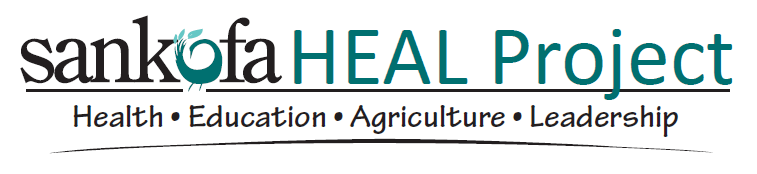 sankofa HEAL Project
Health • Education • Agriculture • Leadership